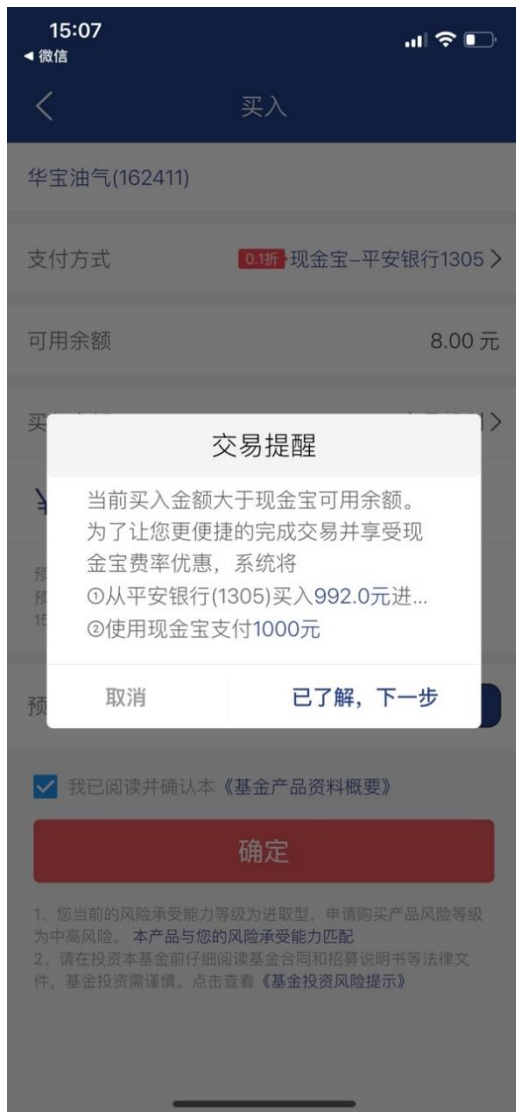 15:07
◀ 微信
买入
华宝油气(162411)
支付方式
0.1折 现金宝–平安银行1305
可用余额
8.00 元
买
交易提醒
当前买入金额大于现金宝可用余额。
为了让您更便捷的完成交易并享受现
金宝费率优惠，系统将
①从平安银行(1305)买入992.0元进...
②使用现金宝支付1000元
预
预
15
取消
已了解，下一步
预
我已阅读并确认本《基金产品资料概要》
确定
1、您当前的风险承受能力等级为进取型，申请购买产品风险等级
为中高风险。 本产品与您的风险承受能力匹配
2、请在投资本基金前仔细阅读基金合同和招募说明书等法律文
件，基金投资需谨慎。点击查看《基金投资风险提示》